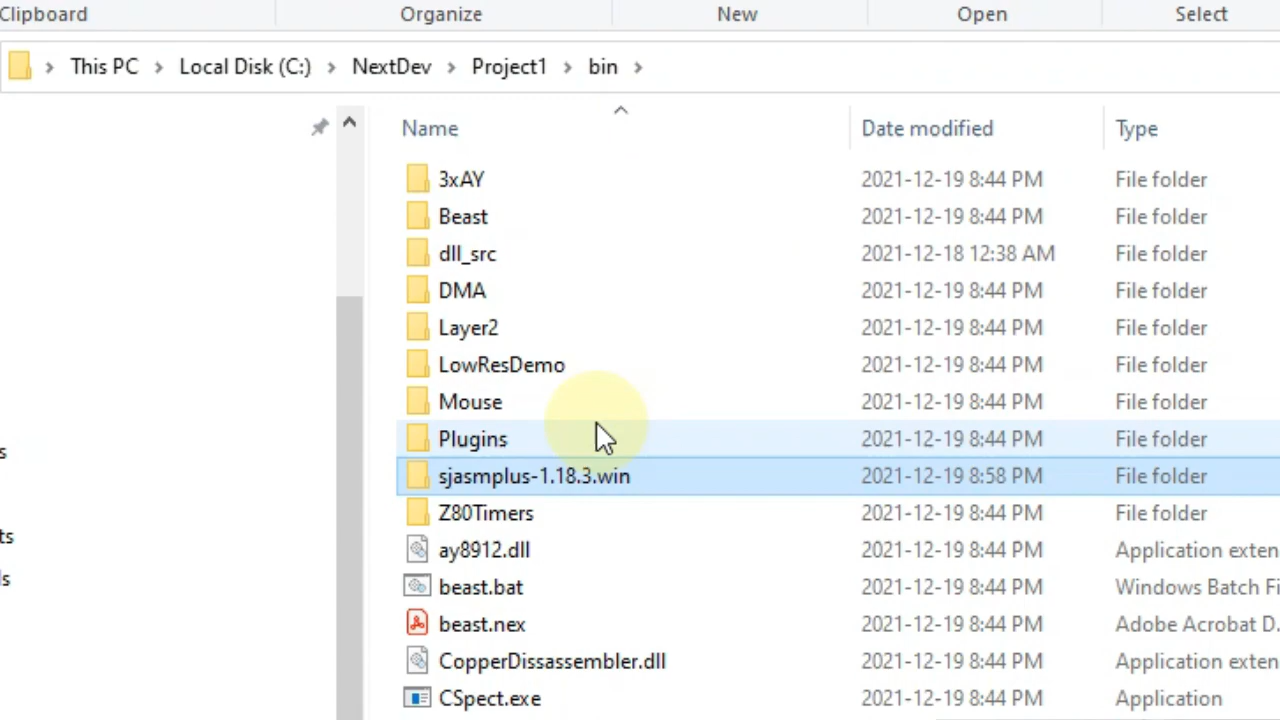 Clipboard Organize New Open Select
This PC Local Disk (C:) NextDev Project1 bin
Name Date modified Type
3xAY 2021-12-19 8:44 PM File folder
Beast 2021-12-19 8:44 PM File folder
dll_src 2021-12-18 12:38 AM File folder
DMA 2021-12-19 8:44 PM File folder
Layer2 2021-12-19 8:44 PM File folder
LowResDemo 2021-12-19 8:44 PM File folder
Mouse 2021-12-19 8:44 PM File folder
Plugins 2021-12-19 8:44 PM File folder
s
sjasmplus-1.18.3.win 2021-12-19 8:58 PM File folder
Z80Timers 2021-12-19 8:44 PM File folder
ts
ay8912.dll 2021-12-19 8:44 PM Application exten
ls
beast.bat 2021-12-19 8:44 PM Windows Batch Fi
beast.nex 2021-12-19 8:44 PM Adobe Acrobat D.
CopperDissassembler.dll 2021-12-19 8:44 PM Application exten
CSpect.exe 2021-12-19 8:44 PM Application